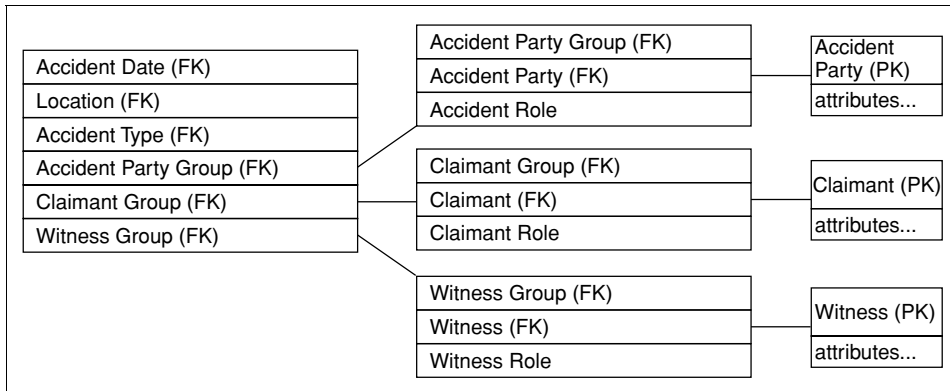 Accident Date (FK)
Location (FK)
Accident Type (FK)
Accident Party Group (FK)
Claimant Group (FK)
Witness Group (FK)
Accident Party Group (FK)
Accident Party (FK)
Accident Role
Claimant Group (FK)
Claimant (FK)
Claimant Role
Witness Group (FK)
Witness (FK)
Witness Role
Accident
Party (PK)
attributes...
Claimant (PK)
attributes...
Witness (PK)
attributes...